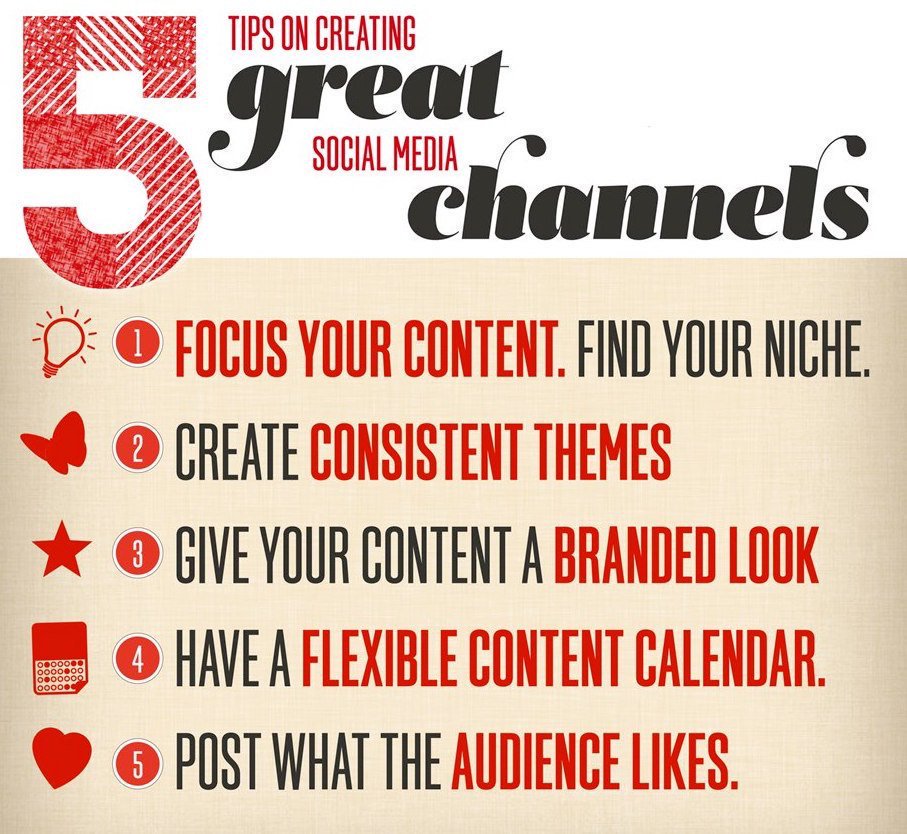 5
TIPS ON CREATING
great
SOCIAL MEDIA
channels
1 FOCUS YOUR CONTENT. FIND YOUR NICHE.
2 CREATE CONSISTENT THEMES
3 GIVE YOUR CONTENT A BRANDED LOOK
4 HAVE A FLEXIBLE CONTENT CALENDAR.
5 POST WHAT THE AUDIENCE LIKES.